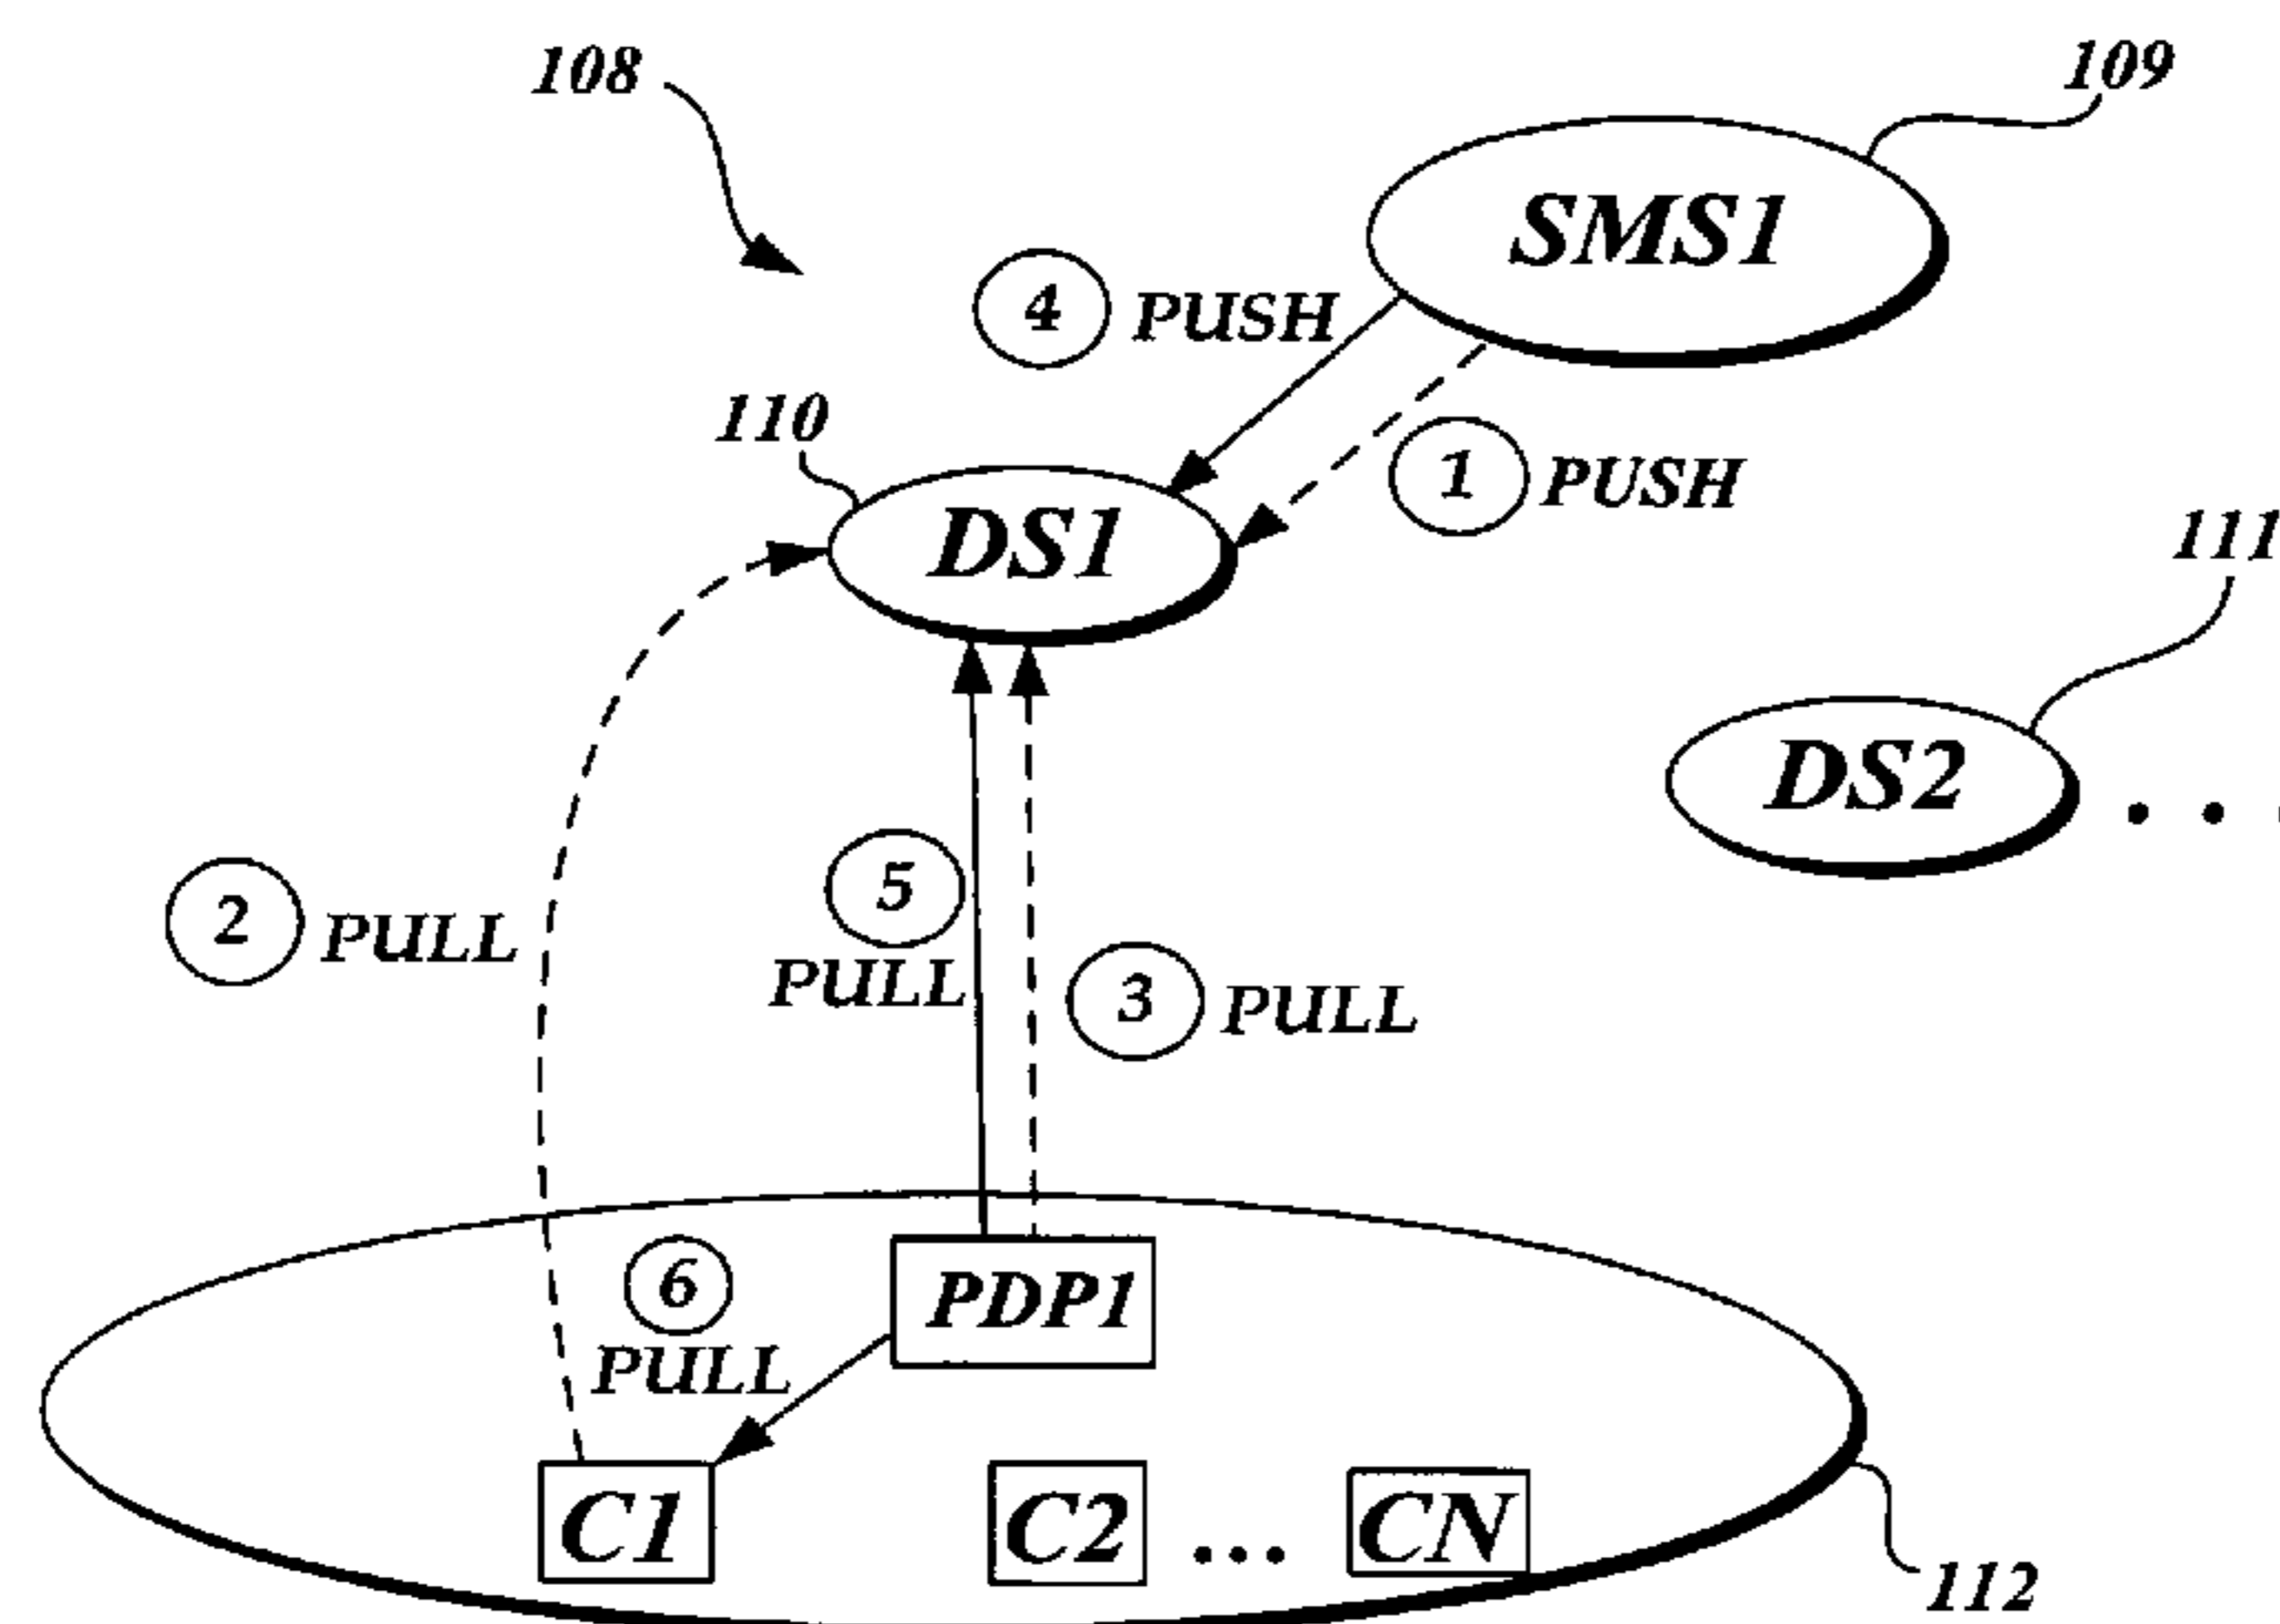 108
109
SMS1
4 PUSH
110
1 PUSH
DS1
111
DS2
. . .
2 PULL
5
PULL
3 PULL
6
PULL
PDP1
C1
C2
...
CN
112